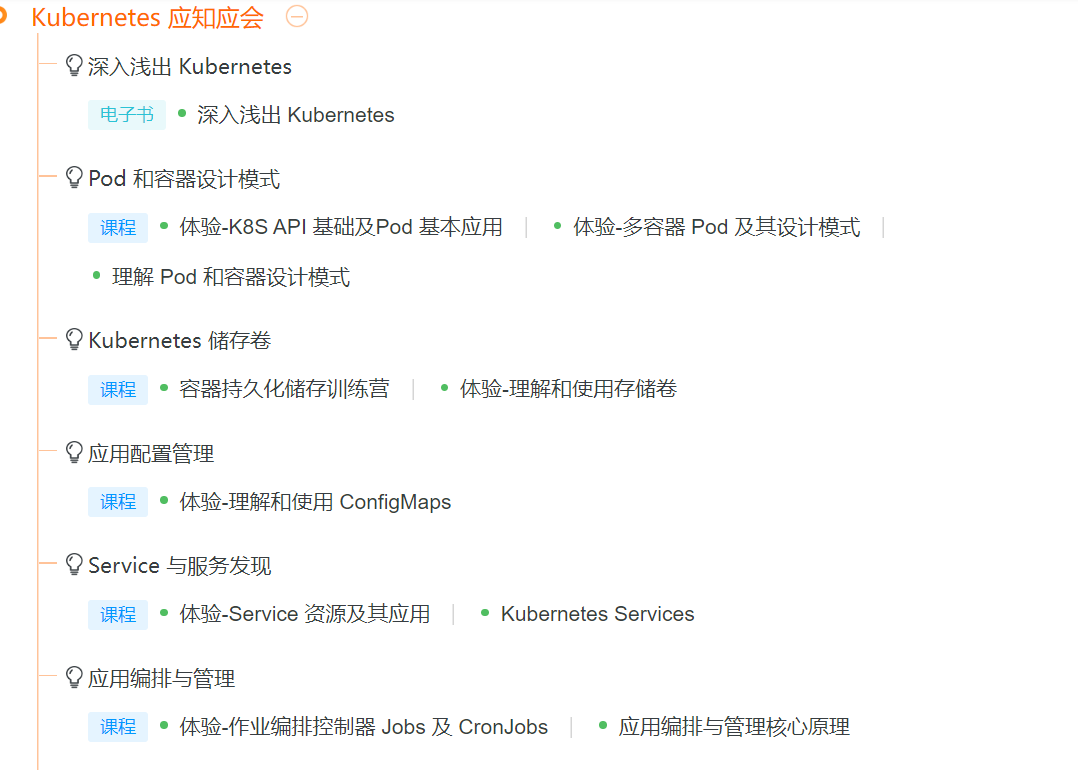 Kubernetes 应知应会
深入浅出 Kubernetes
电子书 深入浅出 Kubernetes
Pod 和容器设计模式
课程 体验-K8S API 基础及Pod 基本应用 体验-多容器 Pod 及其设计模式
理解 Pod 和容器设计模式
Kubernetes 储存卷
课程 容器持久化储存训练营 体验-理解和使用存储卷
应用配置管理
课程 体验-理解和使用 ConfigMaps
Service 与服务发现
课程 体验-Service 资源及其应用 Kubernetes Services
应用编排与管理
课程 体验-作业编排控制器 Jobs 及 CronJobs 应用编排与管理核心原理